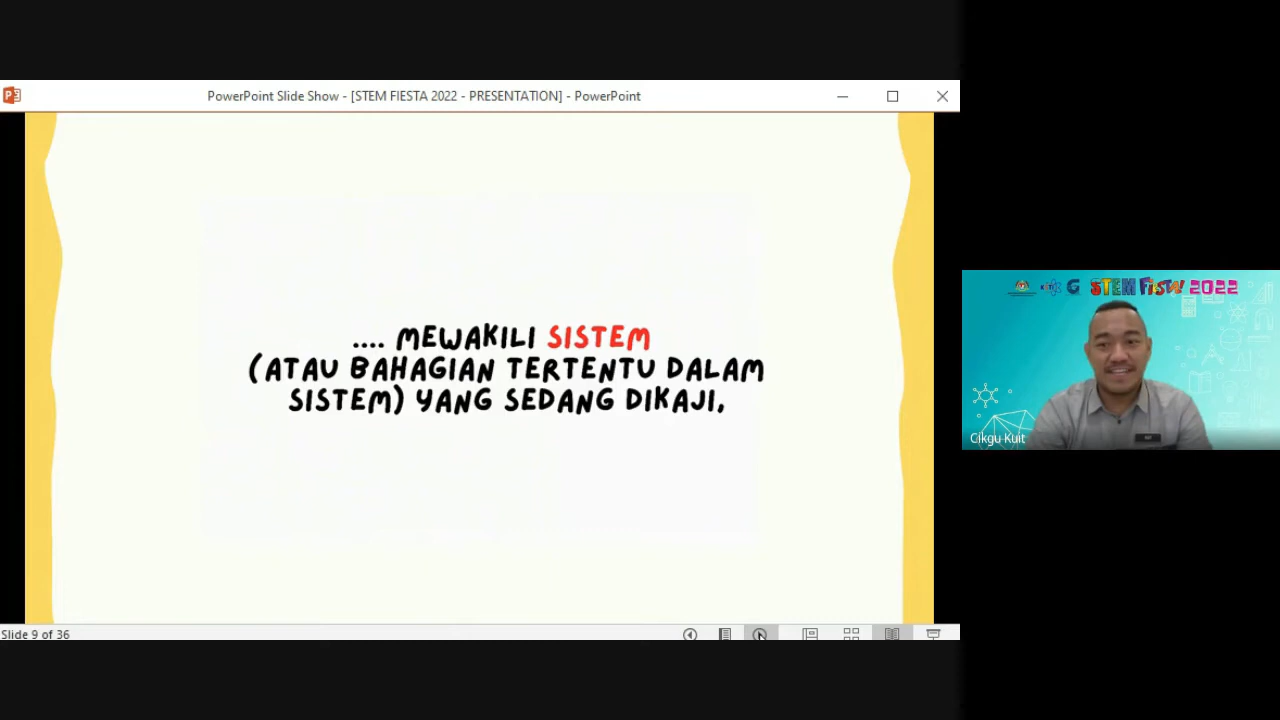 PowerPoint Slide Show - [STEM FIESTA 2022 - PRESENTATION] - PowerPoint
.... MEWAKILI SISTEM
(ATAU BAHAGIAN TERTENTU DALAM
SISTEM) YANG SEDANG DIKAJI,
STEM FiESTA! 2022
Cikgu Kuit
Slide 9 of 36